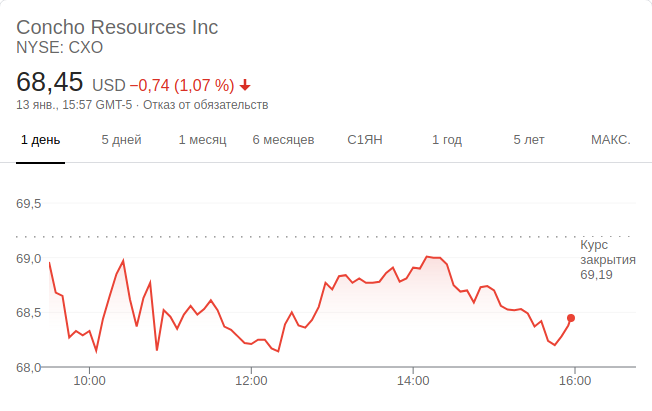 Concho Resources Inc
NYSE: CXO
68,45 USD −0,74 (1,07 %)
13 янв., 15:57 GMT-5 · Отказ от обязательств
1 день 5 дней 1 месяц 6 месяцев С1ЯН 1 год 5 лет МАКС.
69,5
Курс
закрытия
69,19
69,0
68,5
68,0
10:00 12:00 14:00 16:00